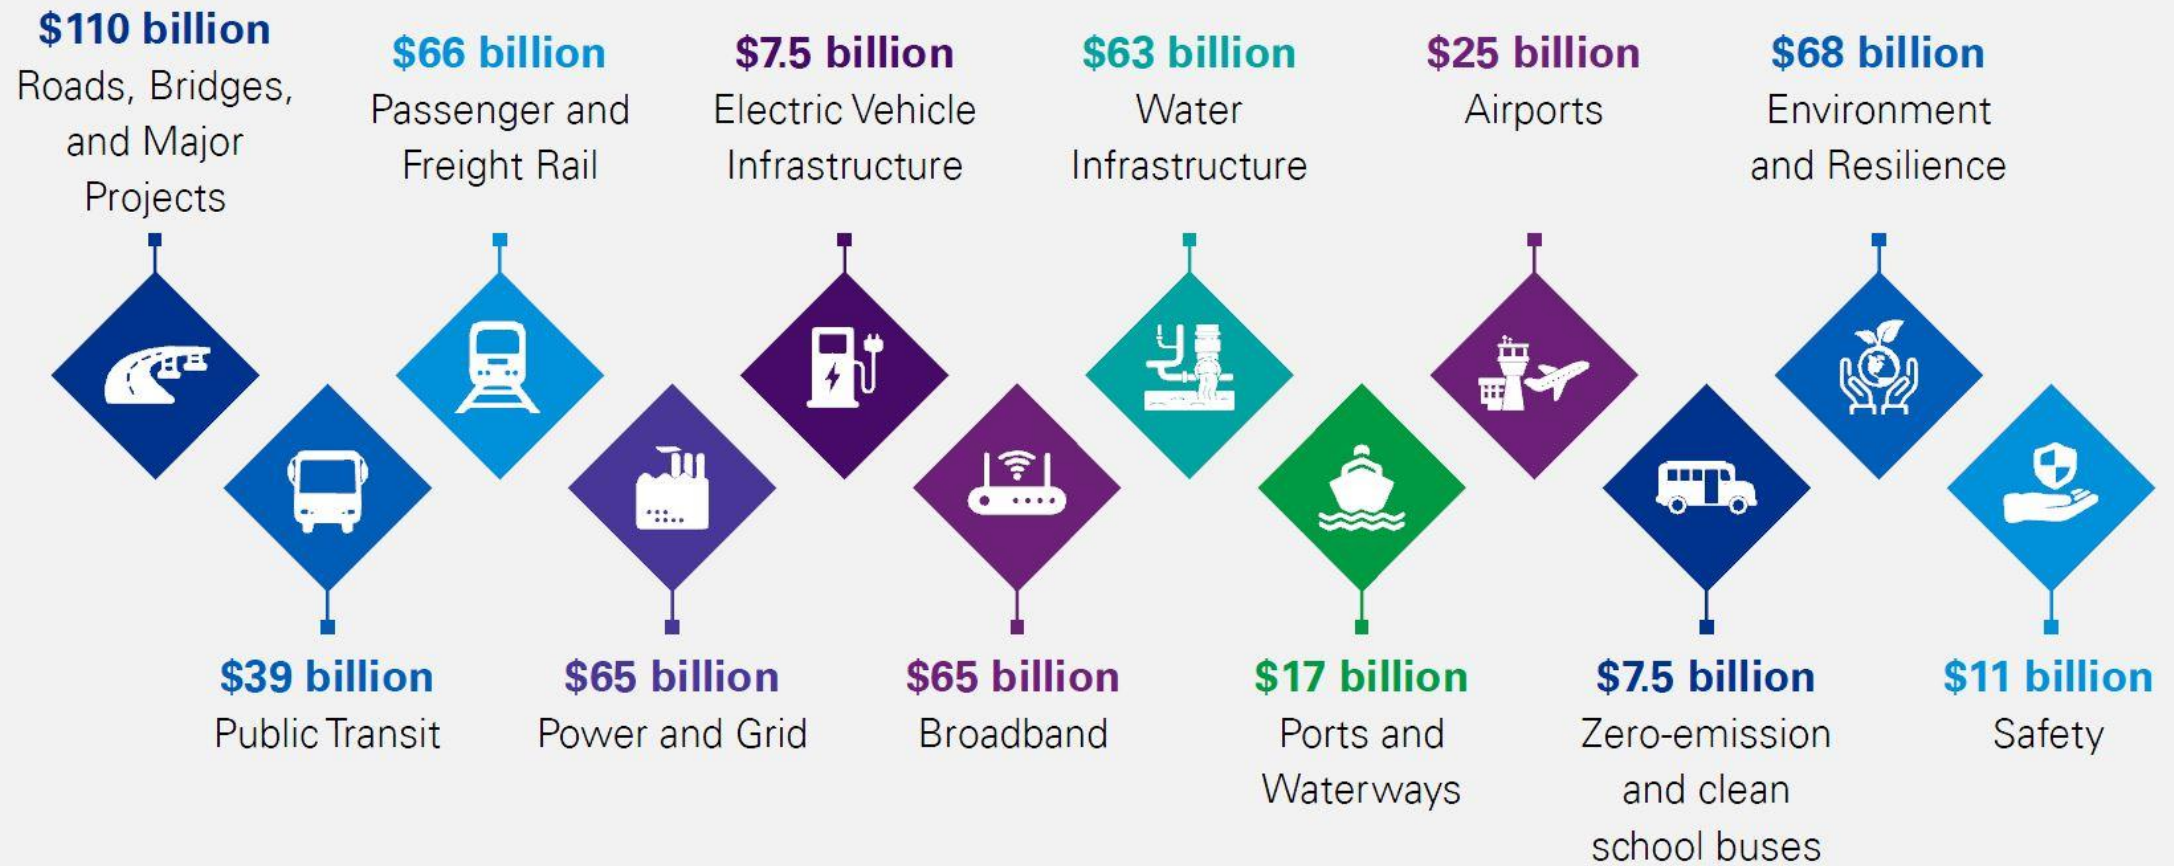 $110 billion
Roads, Bridges,
and Major
Projects
$66 billion
Passenger and
Freight Rail
$7.5 billion
Electric Vehicle
Infrastructure
$63 billion
Water
Infrastructure
$25 billion
Airports
$68 billion
Environment
and Resilience
$39 billion
Public Transit
$65 billion
Power and Grid
$65 billion
Broadband
$17 billion
Ports and
Waterways
$7.5 billion
Zero-emission
and clean
school buses
$11 billion
Safety